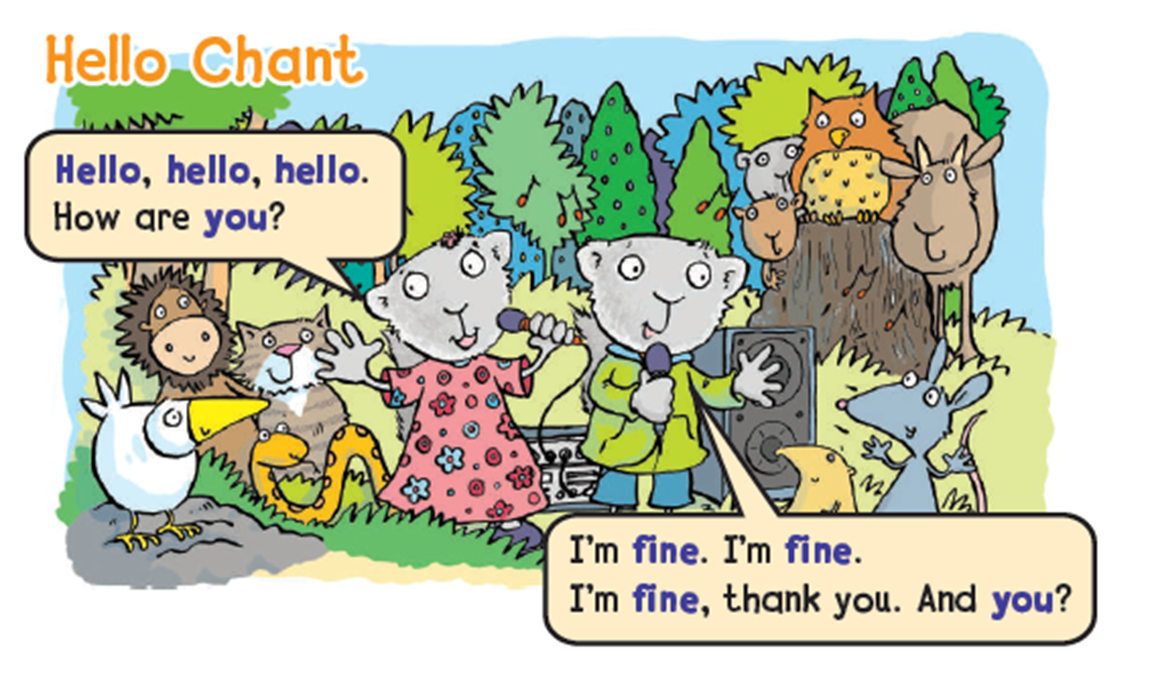 Hello Chant
Hello, hello, hello.
How are you?
I'm fine. I'm fine.
I'm fine, thank you. And you?